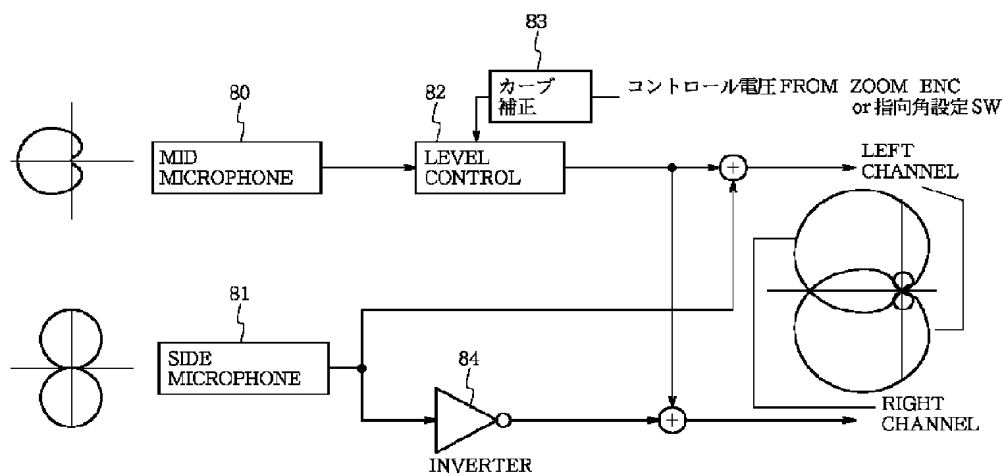 83
カーブ
補正
コントロール電圧 FROM ZOOM ENC
or 指向角設定 SW
80
82
MID
MICROPHONE
LEVEL
CONTROL
+
LEFT
CHANNEL
81
SIDE
MICROPHONE
84
INVERTER
+
RIGHT
CHANNEL